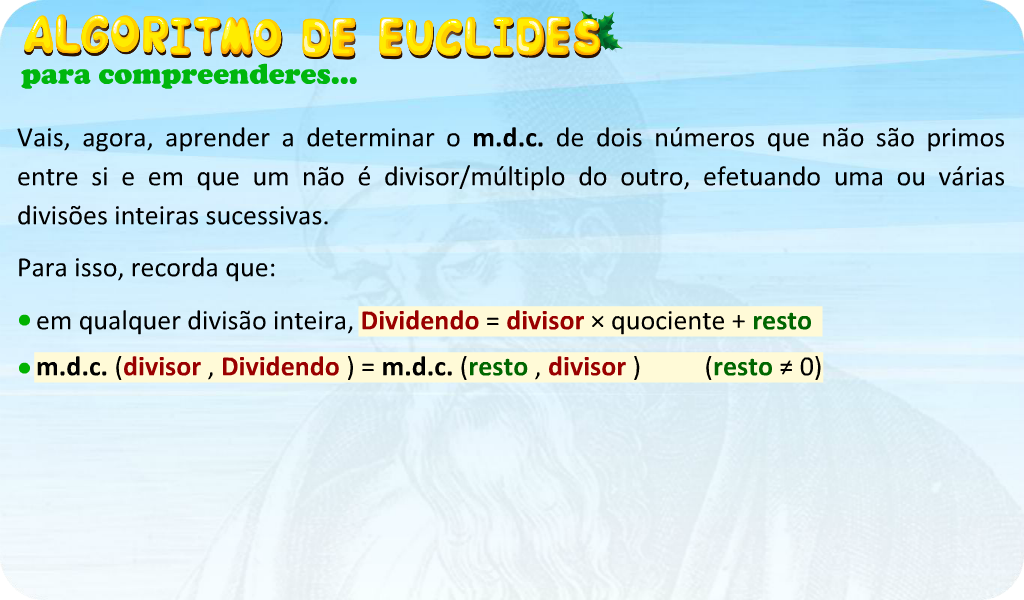 ALGORITMO DE EUCLIDES
para compreenderes...
Vais, agora, aprender a determinar o m.d.c. de dois números que não são primos
entre si e em que um não é divisor/múltiplo do outro, efetuando uma ou várias
divisões inteiras sucessivas.
Para isso, recorda que:
• em qualquer divisão inteira, Dividendo = divisor × quociente + resto
• m.d.c. (divisor , Dividendo ) = m.d.c. (resto , divisor ) (resto ≠ 0)